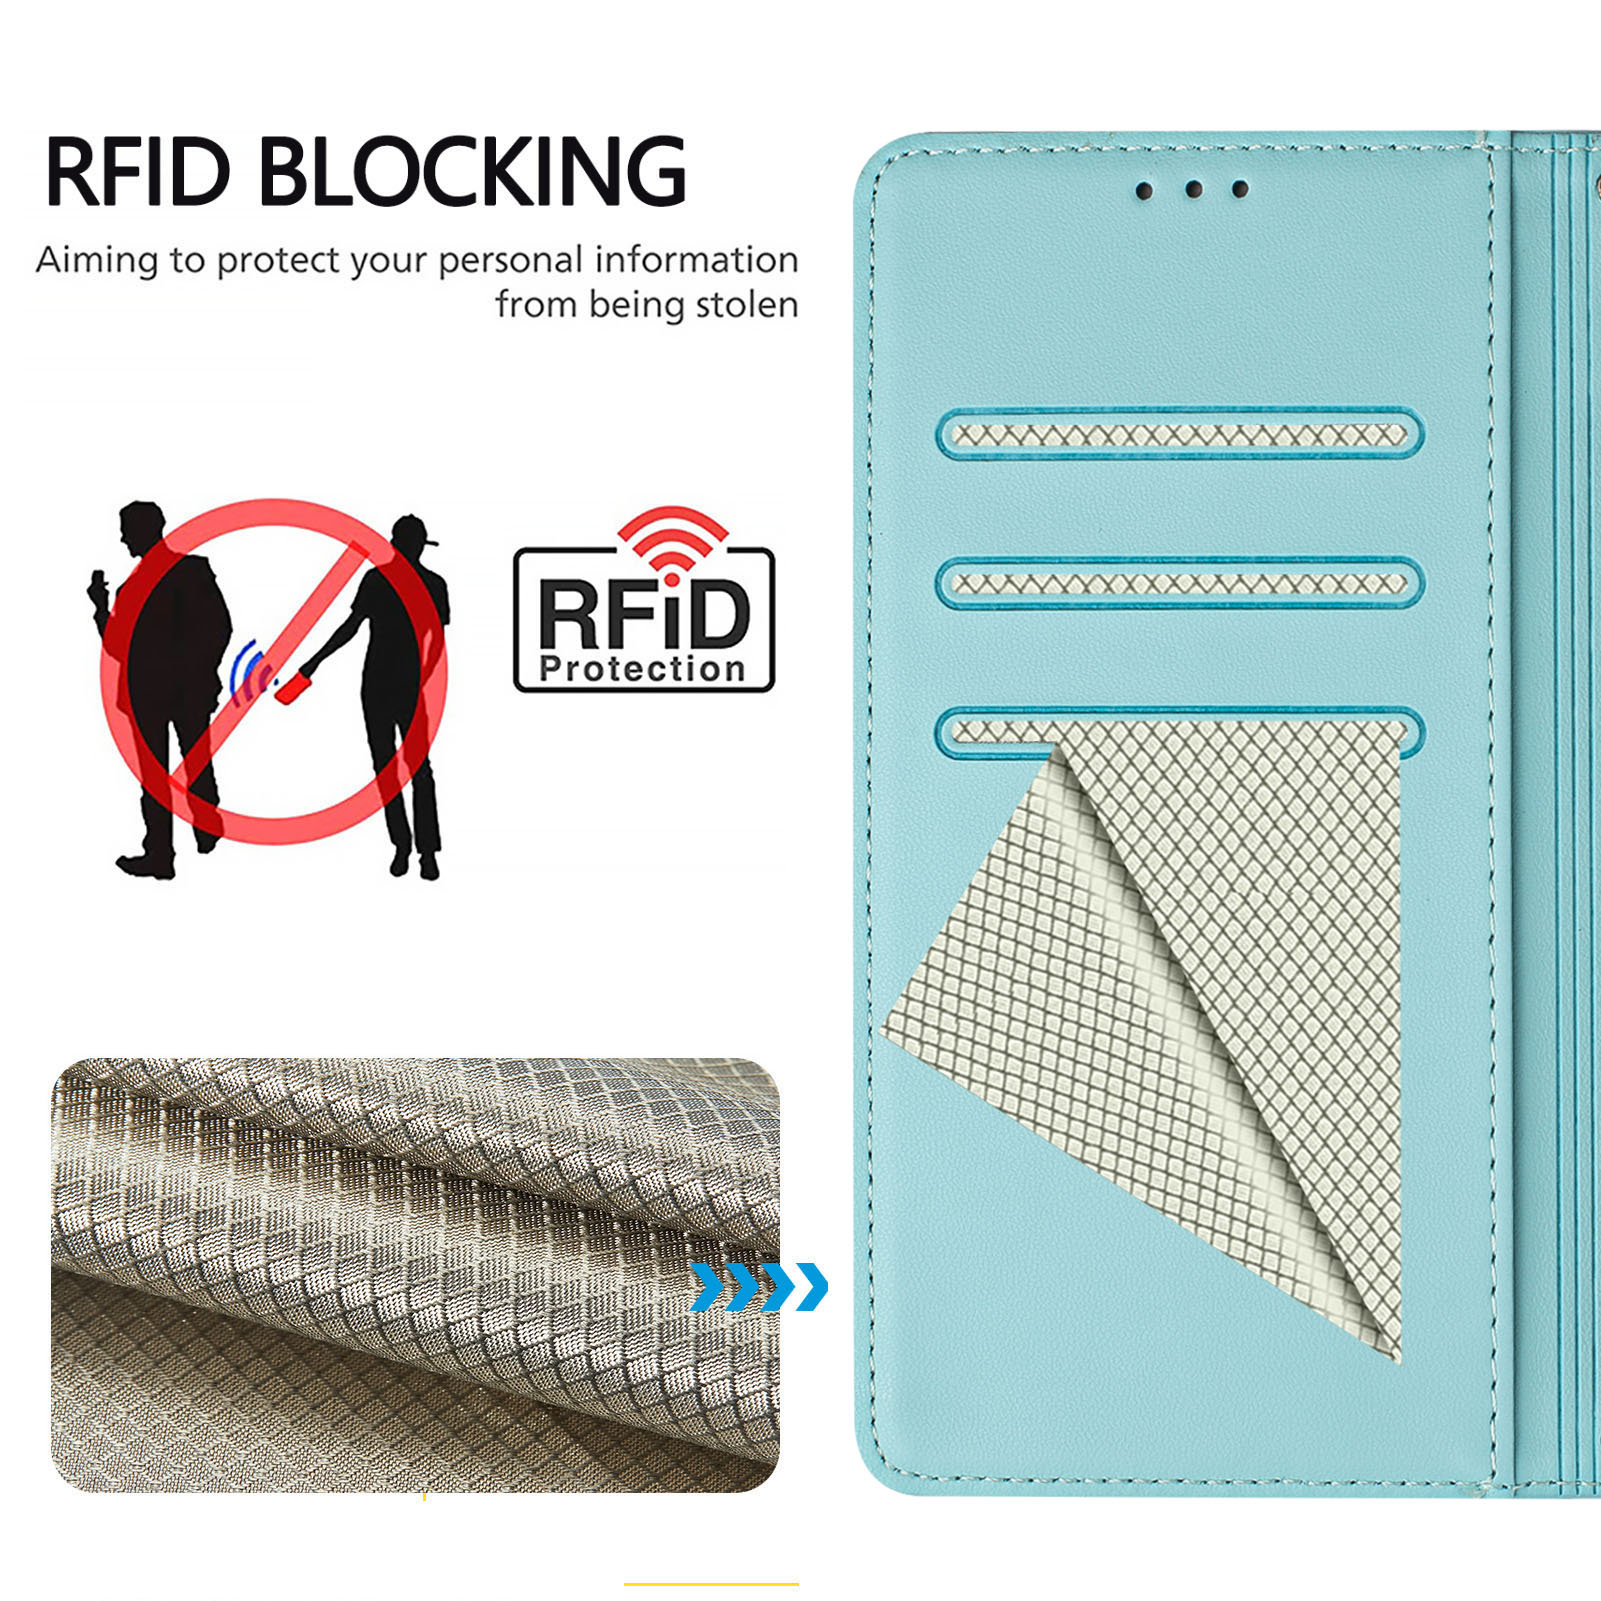 RFID BLOCKING
Aiming to protect your personal information
from being stolen
RFiD
Protection